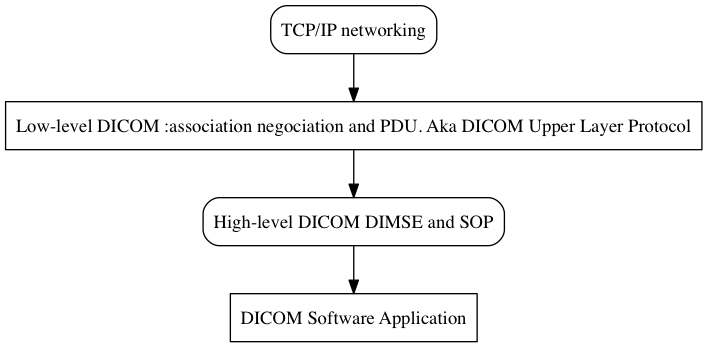 TCP/IP networking
Low-level DICOM :association negociation and PDU. Aka DICOM Upper Layer Protocol
High-level DICOM DIMSE and SOP
DICOM Software Application